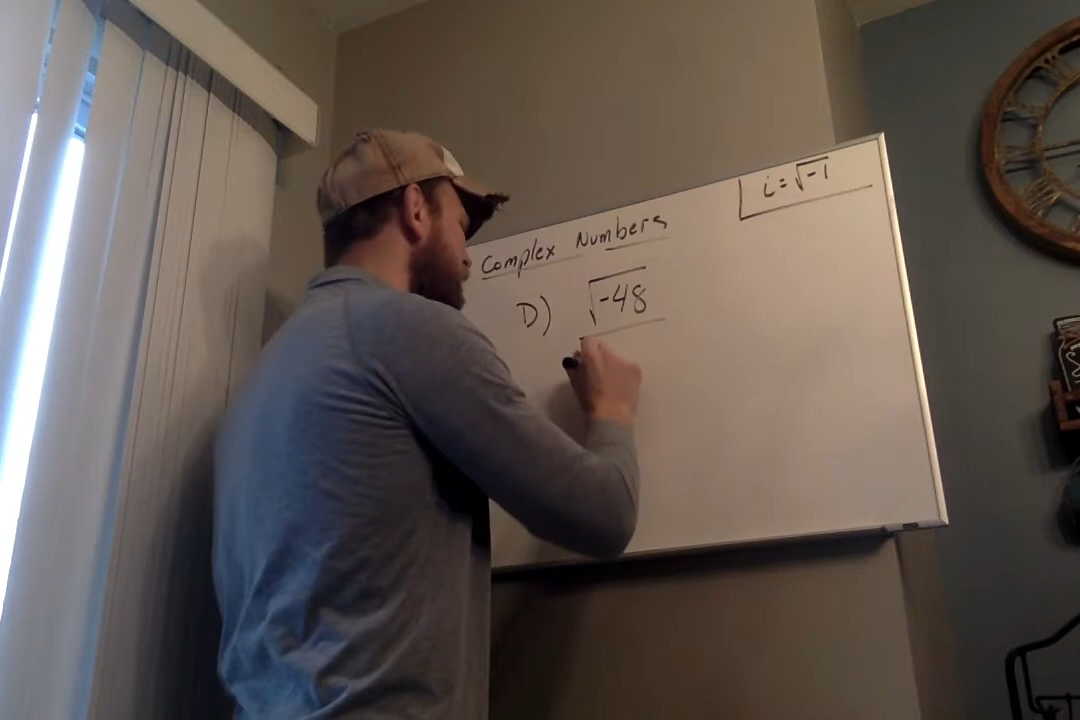 i = √-1
Complex Numbers
D) √-48